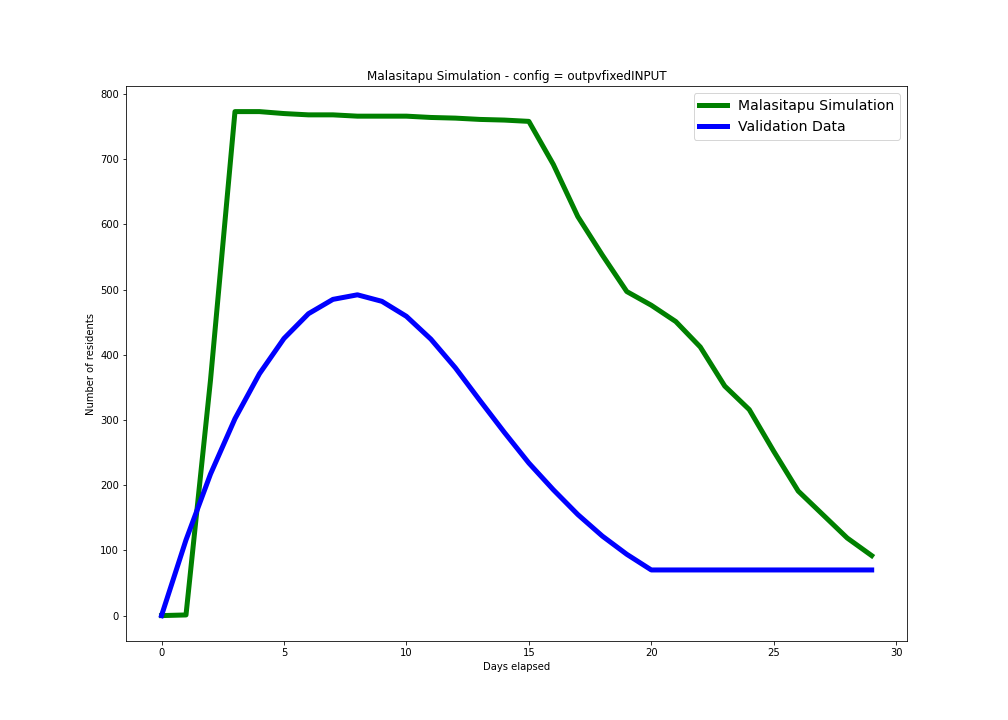 Malasitapu Simulation - config = outpvfixedINPUT
Malasitapu Simulation
Validation Data
Number of residents
800
700
600
500
400
300
200
100
0
0 5 10 15 20 25 30
Days elapsed